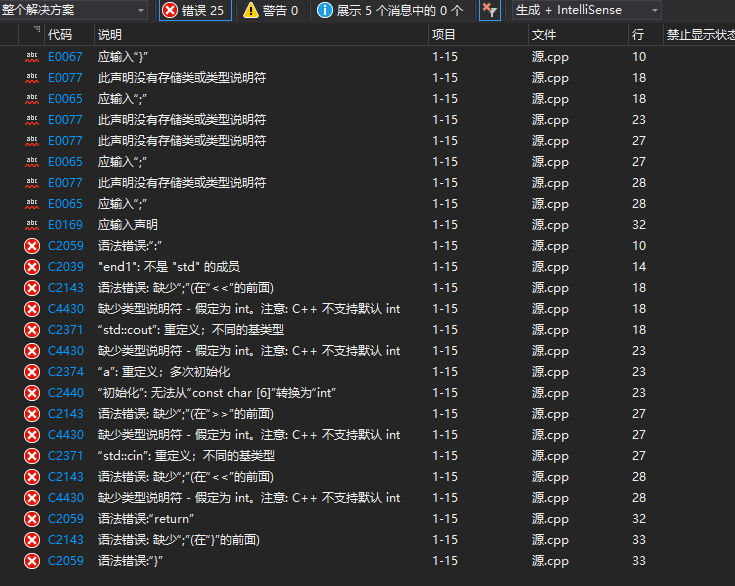 整个解决方案 错误 25 警告 0 展示 5 个消息中的 0 个 生成 + IntelliSense
代码 说明 项目 文件 行 禁止显示状态
abc E0067 应输入“}” 1-15 源.cpp 10
abc E0077 此声明没有存储类或类型说明符 1-15 源.cpp 18
abc E0065 应输入“;” 1-15 源.cpp 18
abc E0077 此声明没有存储类或类型说明符 1-15 源.cpp 23
abc E0077 此声明没有存储类或类型说明符 1-15 源.cpp 27
abc E0065 应输入“;” 1-15 源.cpp 27
abc E0077 此声明没有存储类或类型说明符 1-15 源.cpp 28
abc E0065 应输入“;” 1-15 源.cpp 28
abc E0169 应输入声明 1-15 源.cpp 32
C2059 语法错误:“:” 1-15 源.cpp 10
C2039 "end1": 不是 "std" 的成员 1-15 源.cpp 14
C2143 语法错误: 缺少“;”(在“<<”的前面) 1-15 源.cpp 18
C4430 缺少类型说明符 - 假定为 int。注意: C++ 不支持默认 int 1-15 源.cpp 18
C2371 “std::cout”: 重定义；不同的基类型 1-15 源.cpp 18
C4430 缺少类型说明符 - 假定为 int。注意: C++ 不支持默认 int 1-15 源.cpp 23
C2374 “a”: 重定义；多次初始化 1-15 源.cpp 23
C2440 “初始化”: 无法从“const char [6]”转换为“int” 1-15 源.cpp 23
C2143 语法错误: 缺少“;”(在“>>”的前面) 1-15 源.cpp 27
C4430 缺少类型说明符 - 假定为 int。注意: C++ 不支持默认 int 1-15 源.cpp 27
C2371 “std::cin”: 重定义；不同的基类型 1-15 源.cpp 27
C2143 语法错误: 缺少“;”(在“<<”的前面) 1-15 源.cpp 28
C4430 缺少类型说明符 - 假定为 int。注意: C++ 不支持默认 int 1-15 源.cpp 28
C2059 语法错误:“return” 1-15 源.cpp 32
C2143 语法错误: 缺少“;”(在“}”的前面) 1-15 源.cpp 33
C2059 语法错误:“}” 1-15 源.cpp 33